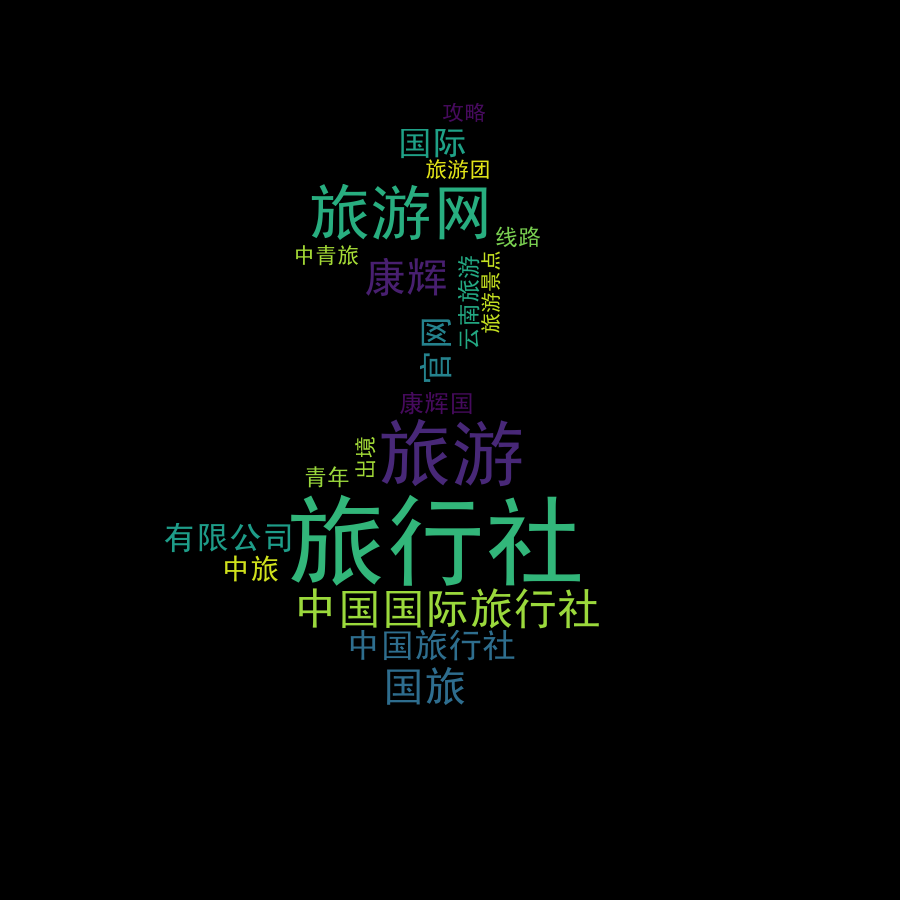 攻略
国际
旅游团
旅游网
线路
中青旅
康辉
云南旅游
旅游景点
官网
康辉国
旅游
出境
青年
旅行社
有限公司
中旅
中国国际旅行社
中国旅行社
国旅